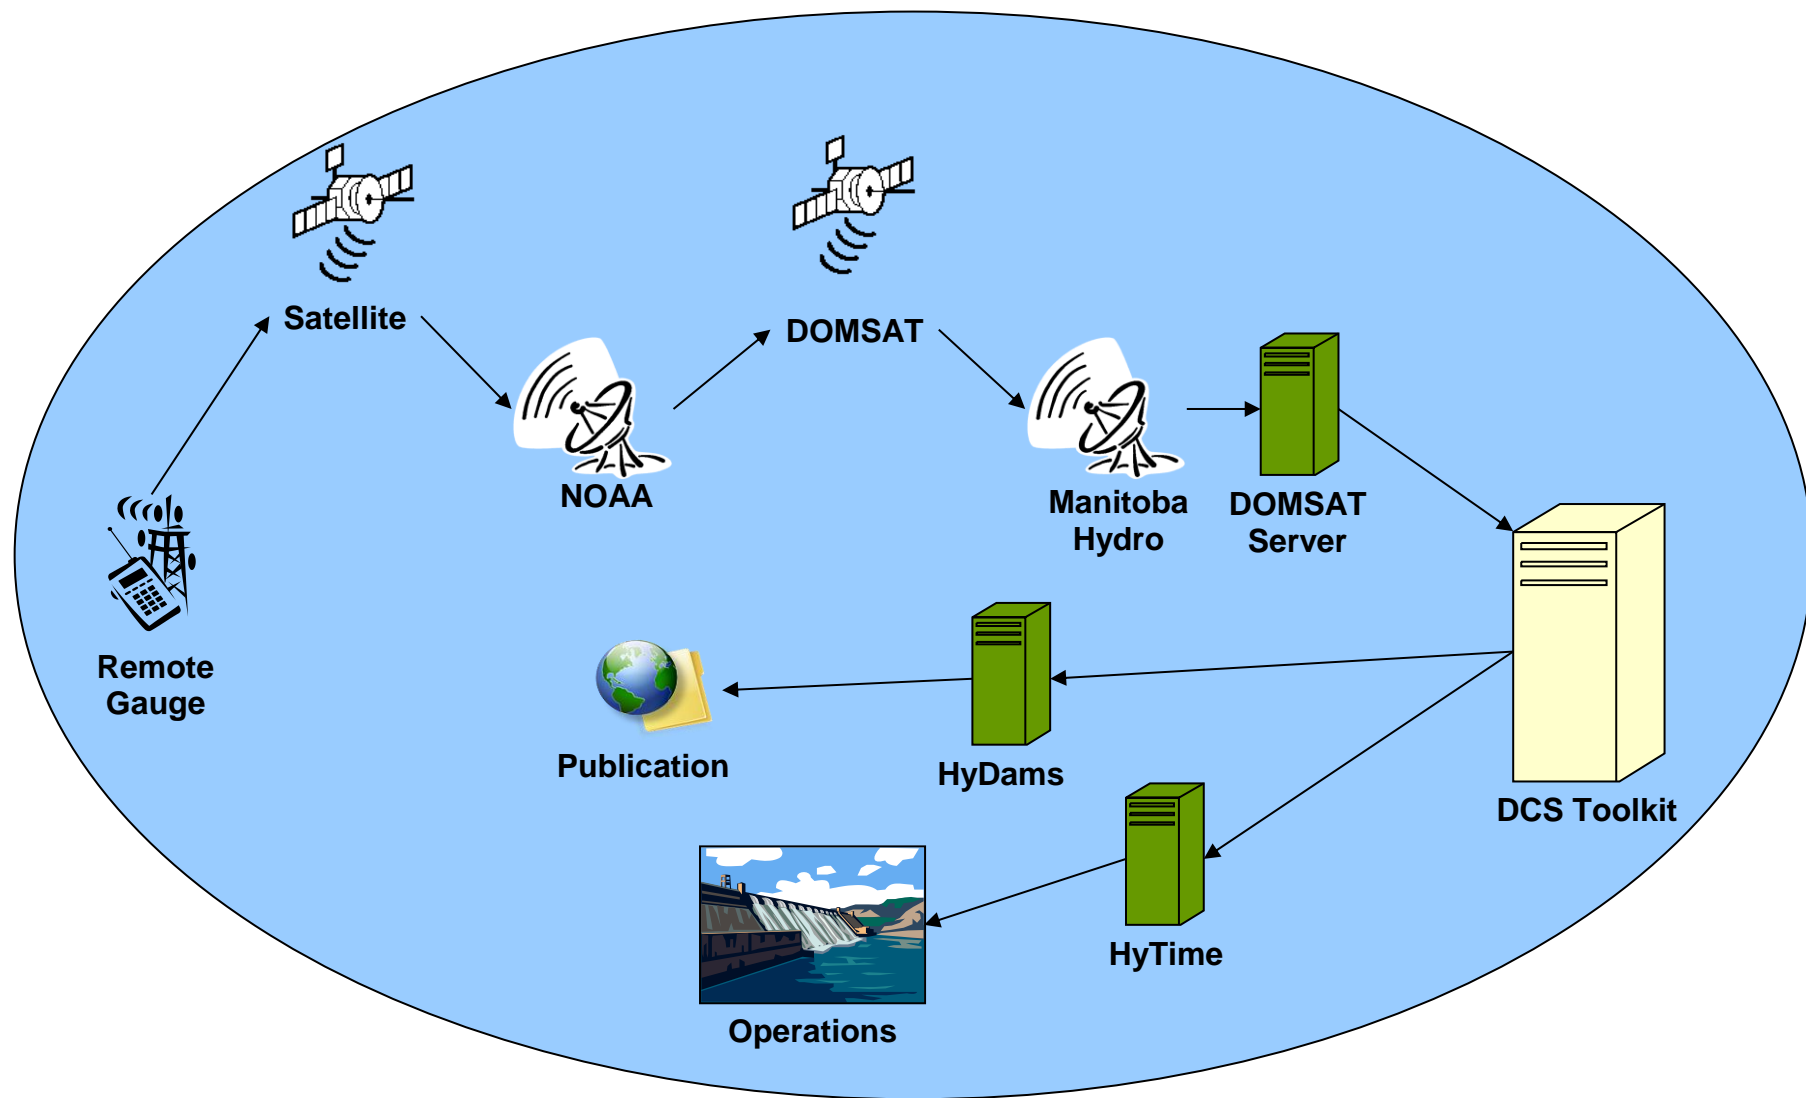 Satellite
DOMSAT
NOAA
Manitoba
Hydro
DOMSAT
Server
Remote
Gauge
Publication
HyDams
DCS Toolkit
HyTime
Operations